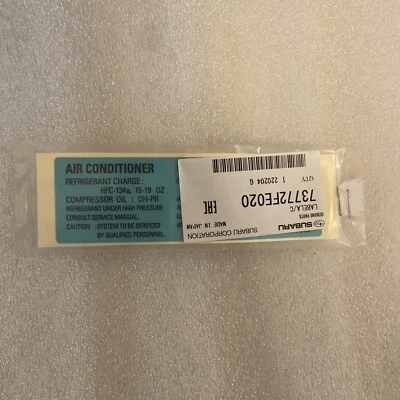 AIR CONDITIONER
REFRIGERANT CHARGE :
HFC-134a, 16-19 OZ
COMPRESSOR OIL : DH-PR
REFRIGERANT UNDER HIGH PRESSURE.
CONSULT SERVICE MANUAL.
CAUTION : SYSTEM TO BE SERVICED
BY QUALIFIED PERSONNEL.
SUBARU
GENUINE PARTS
LABEL A/C
73772FE020
QTY 1 220204 6
EAC
MADE IN JAPAN
SUBARU CORPORATION